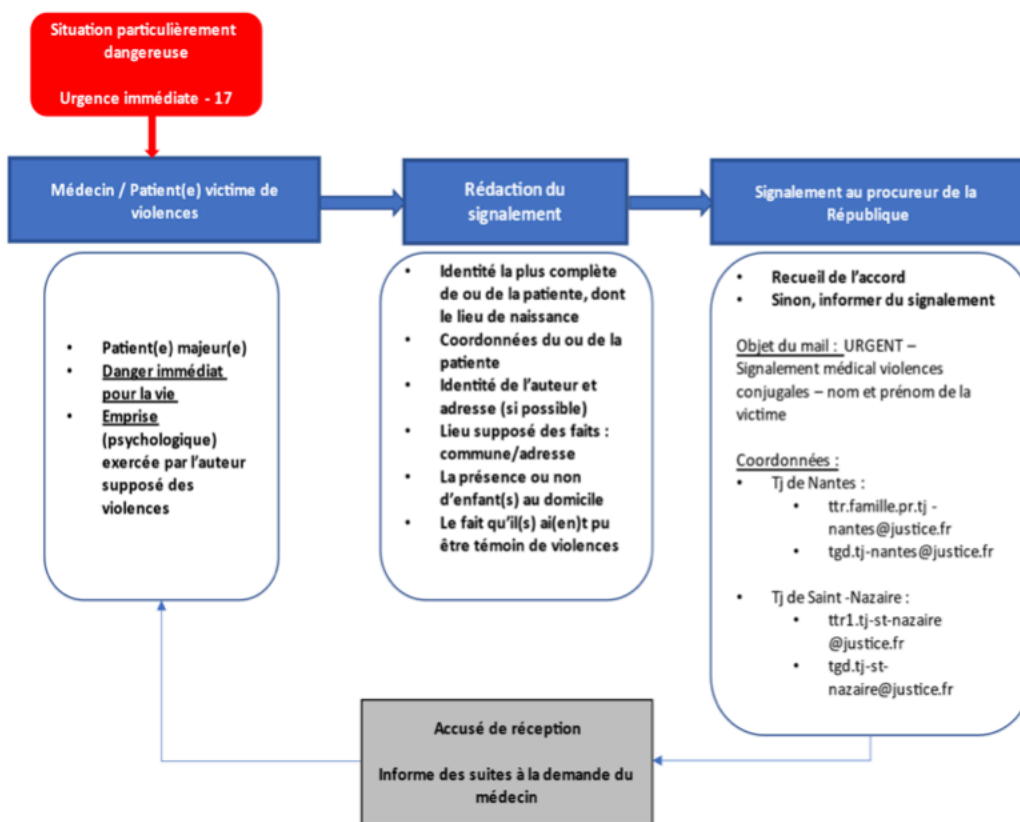 Situation particulièrement
dangereuse
Urgence immédiate - 17
Médecin / Patient(e) victime de
violences
Rédaction du
signalement
Signalement au procureur de la
République
• Patient(e) majeur(e)
• Danger immédiat
pour la vie
• Emprise
(psychologique)
exercée par l'auteur
supposé des
violences
• Identité la plus complète
de ou de la patiente, dont
le lieu de naissance
• Coordonnées du ou de la
patiente
• Identité de l'auteur et
adresse (si possible)
• Lieu supposé des faits :
commune/adresse
• La présence ou non
d'enfant(s) au domicile
• Le fait qu'il(s) ai(en)t pu
être témoin de violences
• Recueil de l'accord
• Sinon, informer du signalement
Objet du mail : URGENT –
Signalement médical violences
conjugales – nom et prénom de la
victime
Coordonnées :
• Tj de Nantes :
• ttr.famille.pr.tj -
nantes@justice.fr
• tgd.tj-nantes@justice.fr
• Tj de Saint -Nazaire :
• ttr1.tj-st-nazaire
@justice.fr
• tgd.tj-st-
nazaire@justice.fr
Accusé de réception
Informe des suites à la demande du
médecin